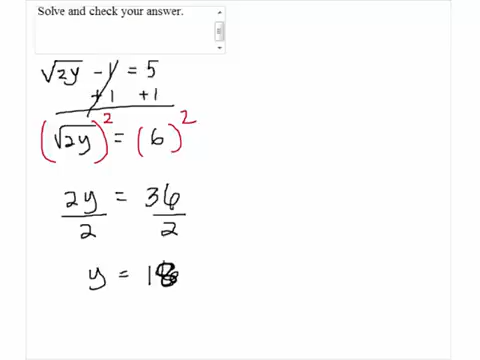 Solve and check your answer.
√2y - 1 = 5
+1 +1
(√2y)² = (6)²
2y = 36
2 2
y = 18